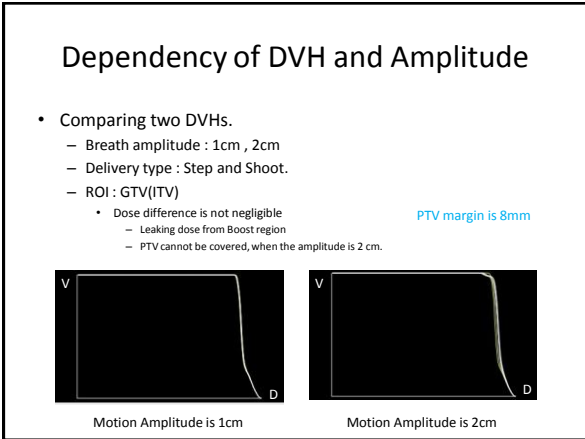 Dependency of DVH and Amplitude
• Comparing two DVHs.
– Breath amplitude : 1cm , 2cm
– Delivery type : Step and Shoot.
– ROI : GTV(ITV)
• Dose difference is not negligible
– Leaking dose from Boost region
– PTV cannot be covered, when the amplitude is 2 cm.
PTV margin is 8mm
V
D
V
D
Motion Amplitude is 1cm
Motion Amplitude is 2cm